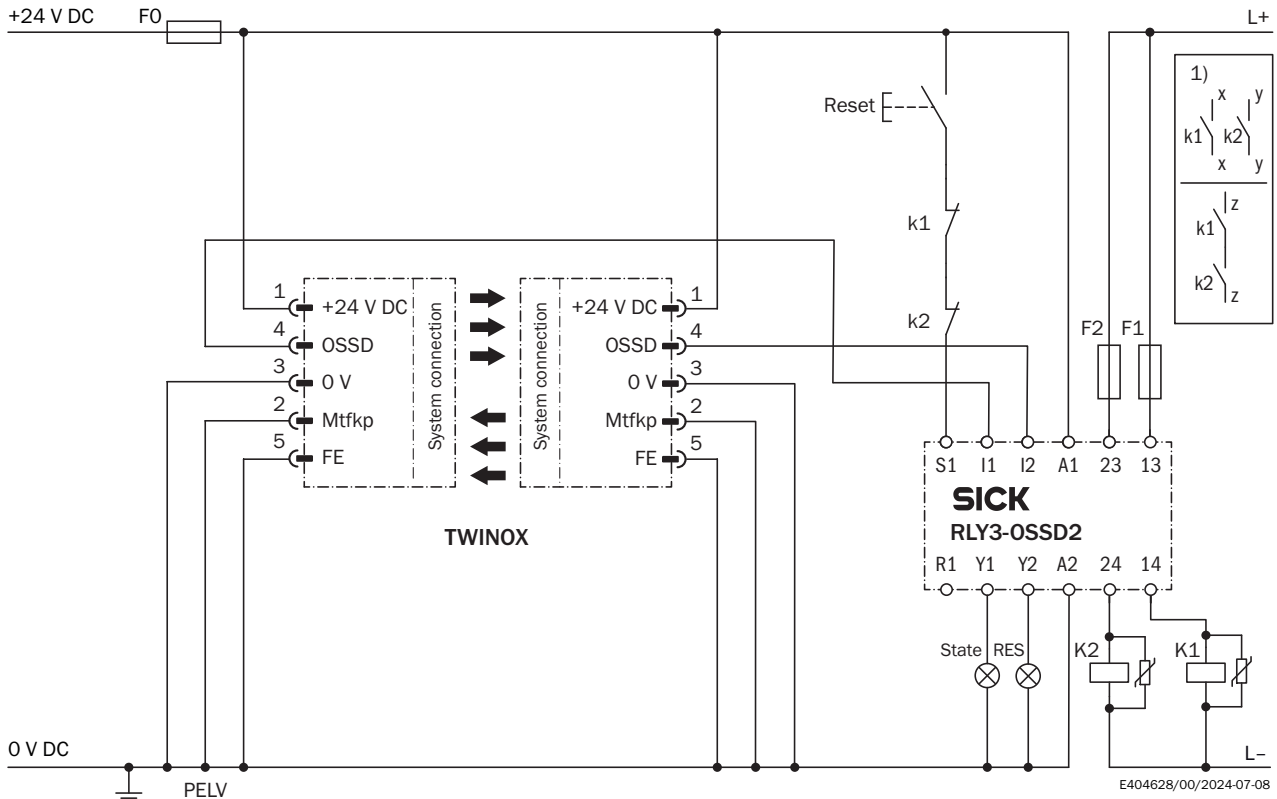 +24 V DC F0 L+
1)
x y
k1 k2
x y
z
k1
k2
z
Reset
k1
k2
F2 F1
1 +24 V DC
4 OSSD
3 0 V
2 Mtfkp
5 FE
System connection
System connection
+24 V DC 1
OSSD 4
0 V 3
Mtfkp 2
FE 5
TWINOX
S1 I1 I2 A1 23 13
SICK
RLY3-OSSD2
R1 Y1 Y2 A2 24 14
State RES K2 K1
0 V DC L–
PELV
E404628/00/2024-07-08